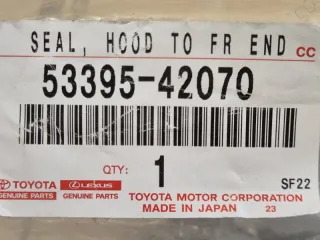 SEAL, HOOD TO FR END CC
53395-42070
QTY:
1
SF22
TOYOTA LEXUS TOYOTA MOTOR CORPORATION
GENUINE PARTS GENUINE PARTS MADE IN JAPAN 23